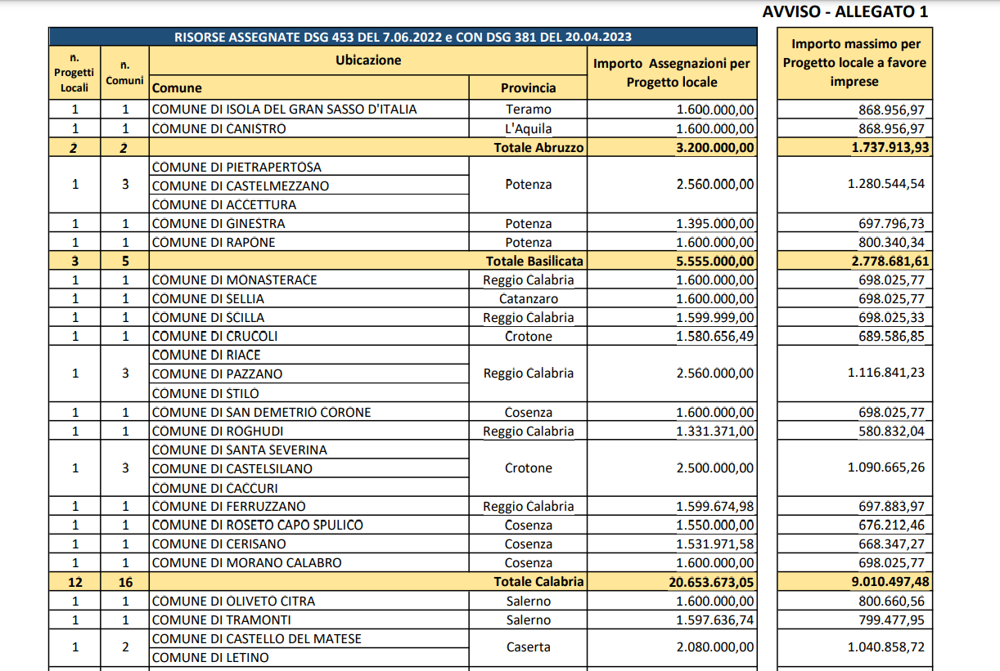 AVVISO - ALLEGATO 1
RISORSE ASSEGNATE DSG 453 DEL 7.06.2022 e CON DSG 381 DEL 20.04.2023
n. Progetti Locali n. Comuni Ubicazione Importo Assegnazioni per Progetto locale Importo massimo per Progetto locale a favore imprese
Comune Provincia
1 1 COMUNE DI ISOLA DEL GRAN SASSO D'ITALIA Teramo 1.600.000,00 868.956,97
1 1 COMUNE DI CANISTRO L'Aquila 1.600.000,00 868.956,97
2 2 Totale Abruzzo 3.200.000,00 1.737.913,93
COMUNE DI PIETRAPERTOSA
1 3 COMUNE DI CASTELMEZZANO Potenza 2.560.000,00 1.280.544,54
COMUNE DI ACCETTURA
1 1 COMUNE DI GINESTRA Potenza 1.395.000,00 697.796,73
1 1 COMUNE DI RAPONE Potenza 1.600.000,00 800.340,34
3 5 Totale Basilicata 5.555.000,00 2.778.681,61
1 1 COMUNE DI MONASTERACE Reggio Calabria 1.600.000,00 698.025,77
1 1 COMUNE DI SELLIA Catanzaro 1.600.000,00 698.025,77
1 1 COMUNE DI SCILLA Reggio Calabria 1.599.999,00 698.025,33
1 1 COMUNE DI CRUCOLI Crotone 1.580.656,49 689.586,85
COMUNE DI RIACE
1 3 COMUNE DI PAZZANO Reggio Calabria 2.560.000,00 1.116.841,23
COMUNE DI STILO
1 1 COMUNE DI SAN DEMETRIO CORONE Cosenza 1.600.000,00 698.025,77
1 1 COMUNE DI ROGHUDI Reggio Calabria 1.331.371,00 580.832,04
COMUNE DI SANTA SEVERINA
1 3 COMUNE DI CASTELSILANO Crotone 2.500.000,00 1.090.665,26
COMUNE DI CACCURI
1 1 COMUNE DI FERRUZZANO Reggio Calabria 1.599.674,98 697.883,97
1 1 COMUNE DI ROSETO CAPO SPULICO Cosenza 1.550.000,00 676.212,46
1 1 COMUNE DI CERISANO Cosenza 1.531.971,58 668.347,27
1 1 COMUNE DI MORANO CALABRO Cosenza 1.600.000,00 698.025,77
12 16 Totale Calabria 20.653.673,05 9.010.497,48
1 1 COMUNE DI OLIVETO CITRA Salerno 1.600.000,00 800.660,56
1 1 COMUNE DI TRAMONTI Salerno 1.597.636,74 799.477,95
COMUNE DI CASTELLO DEL MATESE
1 2 Caserta 2.080.000,00 1.040.858,72
COMUNE DI LETINO